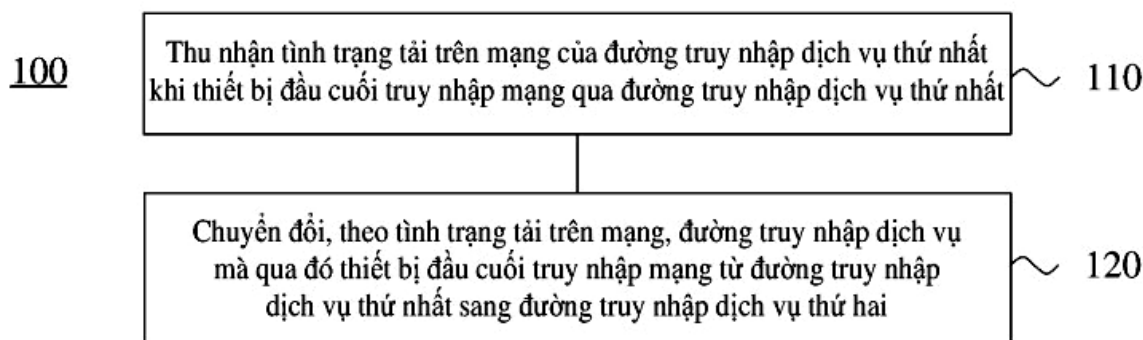 100
Thu nhận tình trạng tải trên mạng của đường truy nhập dịch vụ thứ nhất
khi thiết bị đầu cuối truy nhập mạng qua đường truy nhập dịch vụ thứ nhất
110
Chuyển đổi, theo tình trạng tải trên mạng, đường truy nhập dịch vụ
mà qua đó thiết bị đầu cuối truy nhập mạng từ đường truy nhập
dịch vụ thứ nhất sang đường truy nhập dịch vụ thứ hai
120